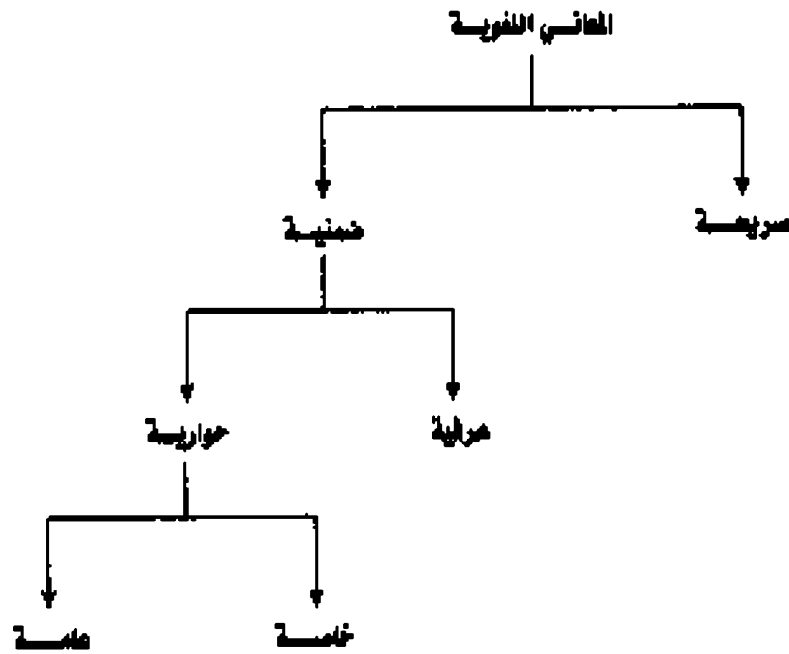 المعاني اللغوية
صريحة
ضمنية
عرفية
حوارية
خاصة
عامة